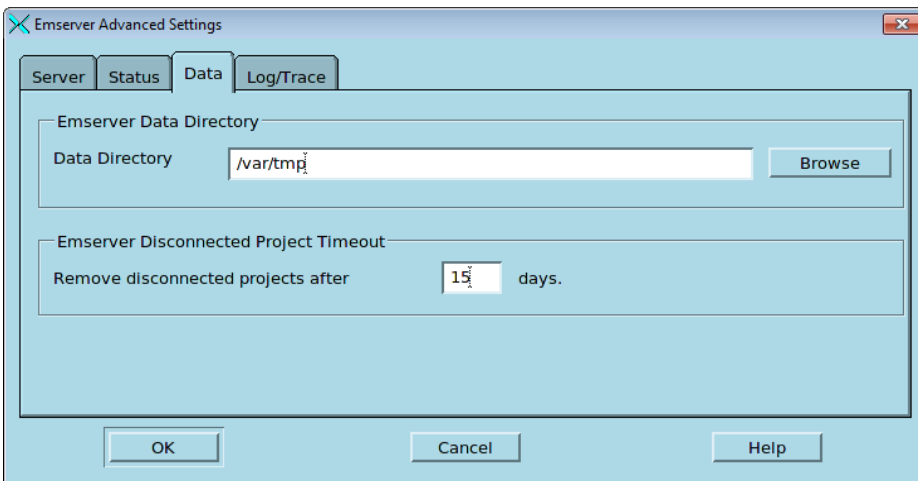 Emserver Advanced Settings
Server Status Data Log/Trace
Emserver Data Directory
Data Directory /var/tmp Browse
Emserver Disconnected Project Timeout
Remove disconnected projects after 15 days.
OK Cancel Help